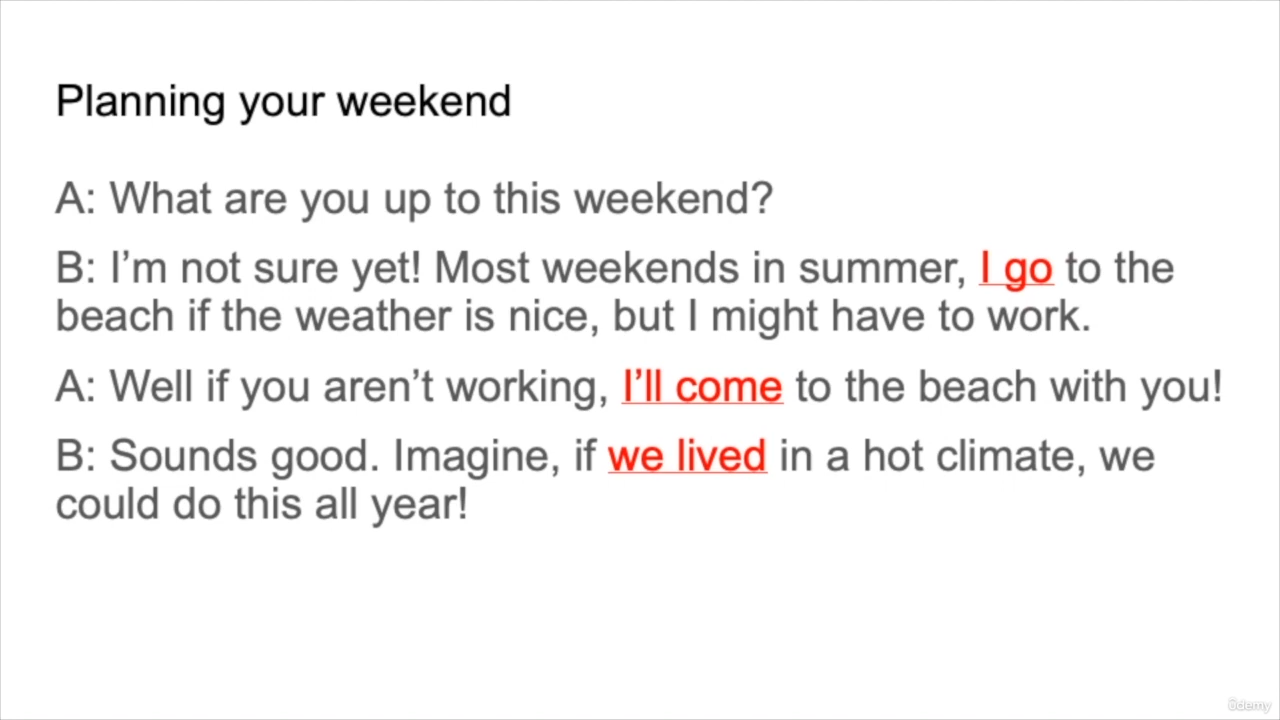 Planning your weekend
A: What are you up to this weekend?
B: I’m not sure yet! Most weekends in summer, I go to the
beach if the weather is nice, but I might have to work.
A: Well if you aren’t working, I’ll come to the beach with you!
B: Sounds good. Imagine, if we lived in a hot climate, we
could do this all year!
ûdemy